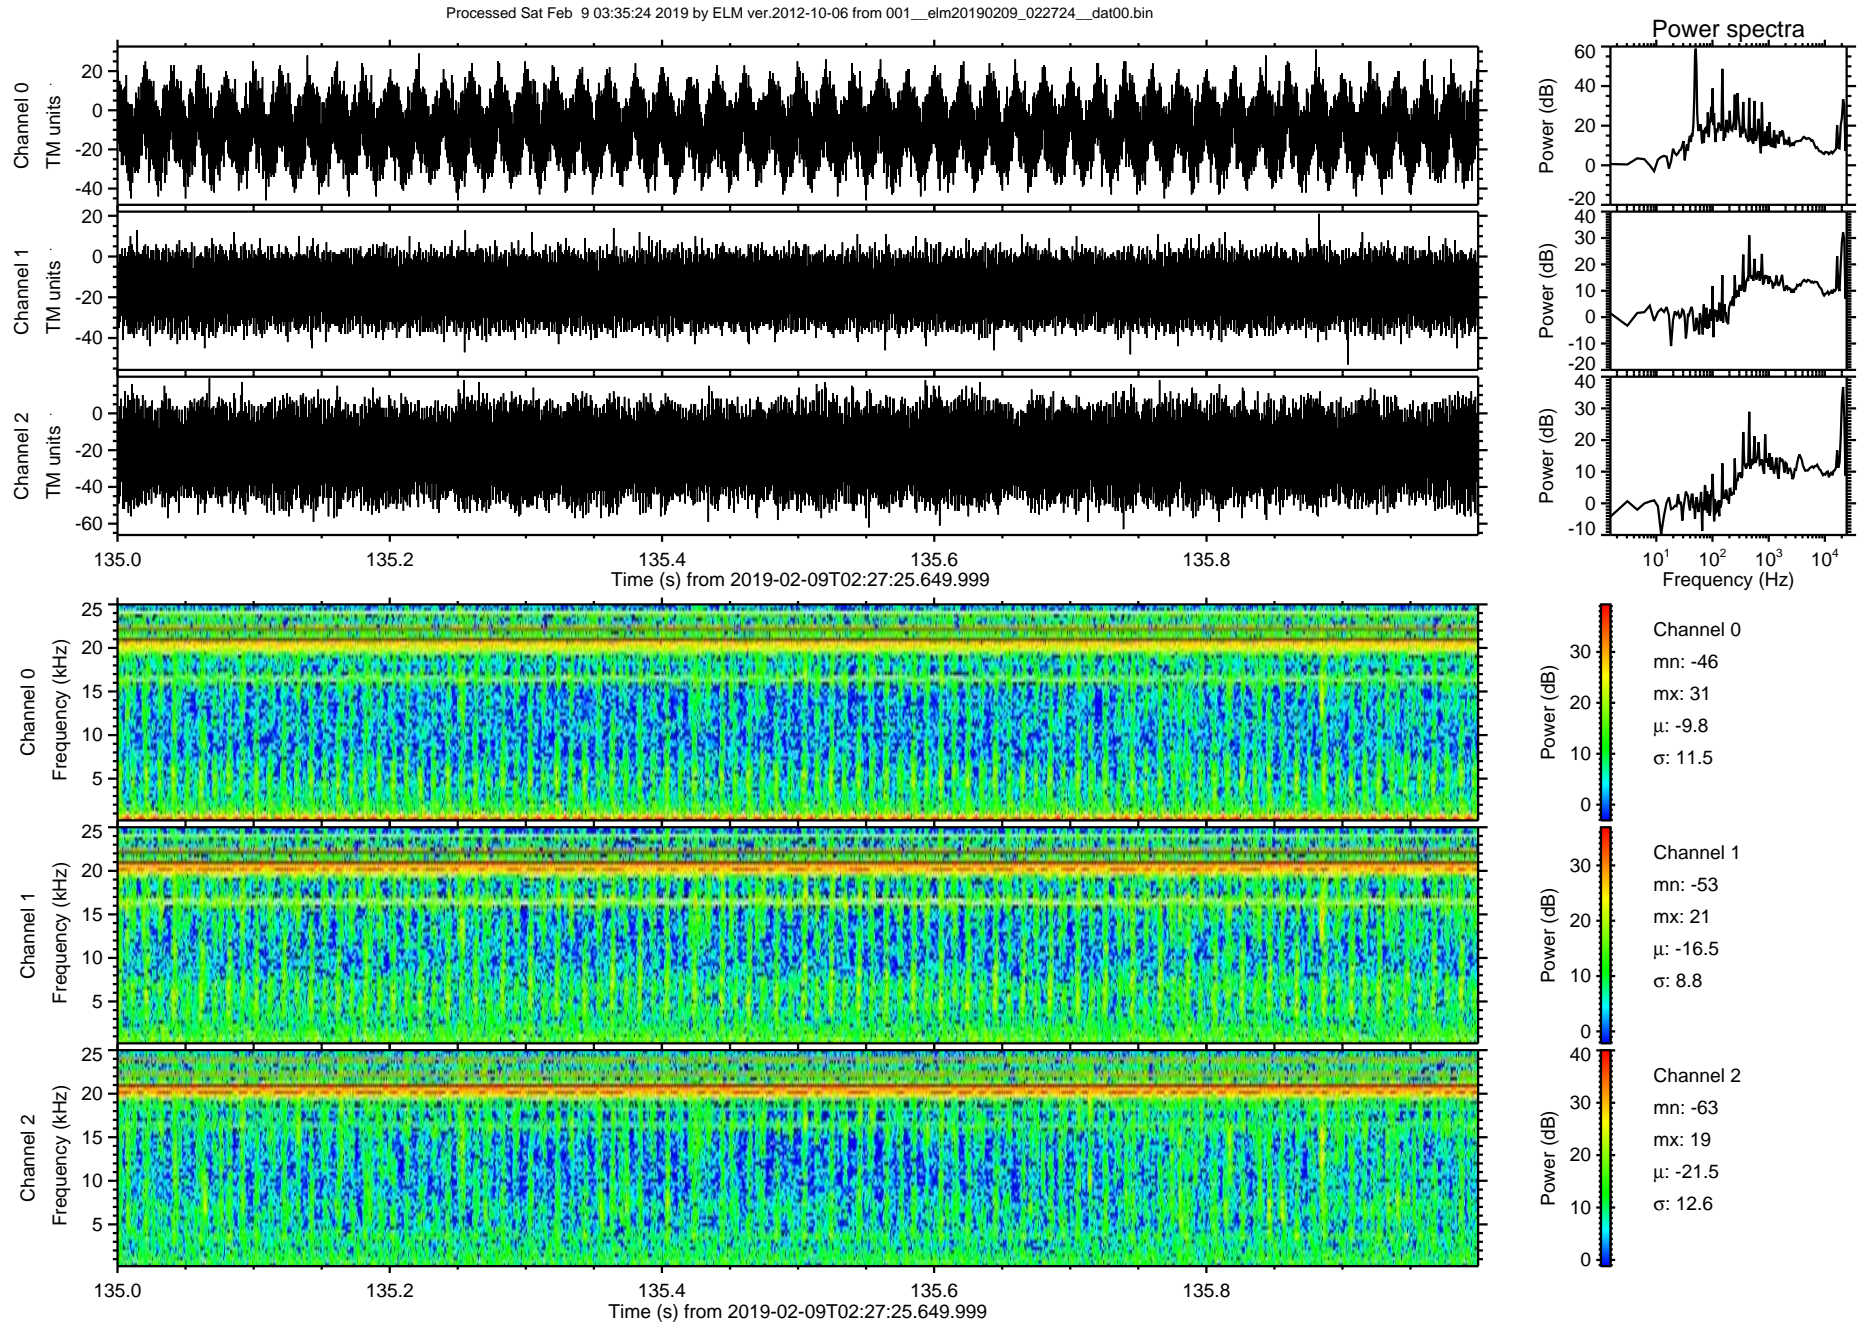 Processed Sat Feb  9 03:35:24 2019 by ELM ver.2012-10-06 from 001__elm20190209_022724__dat00.bin
Power spectra
Channel 0
TM units
20
0
-20
-40
Power (dB)
60
40
20
0
-20
Channel 1
TM units
20
0
-20
-40
Power (dB)
40
30
20
10
0
-10
-20
Channel 2
TM units
0
-20
-40
-60
Power (dB)
40
30
20
10
0
-10
135.0 135.2 135.4 135.6 135.8
Time (s) from 2019-02-09T02:27:25.649.999
10¹ 10² 10³ 10⁴
Frequency (Hz)
Channel 0
Frequency (kHz)
25
20
15
10
5
Power (dB)
30
20
10
0
Channel 0
mn: -46
mx: 31
μ: -9.8
σ: 11.5
Channel 1
Frequency (kHz)
25
20
15
10
5
Power (dB)
30
20
10
0
Channel 1
mn: -53
mx: 21
μ: -16.5
σ: 8.8
Channel 2
Frequency (kHz)
25
20
15
10
5
Power (dB)
40
30
20
10
0
Channel 2
mn: -63
mx: 19
μ: -21.5
σ: 12.6
135.0 135.2 135.4 135.6 135.8
Time (s) from 2019-02-09T02:27:25.649.999